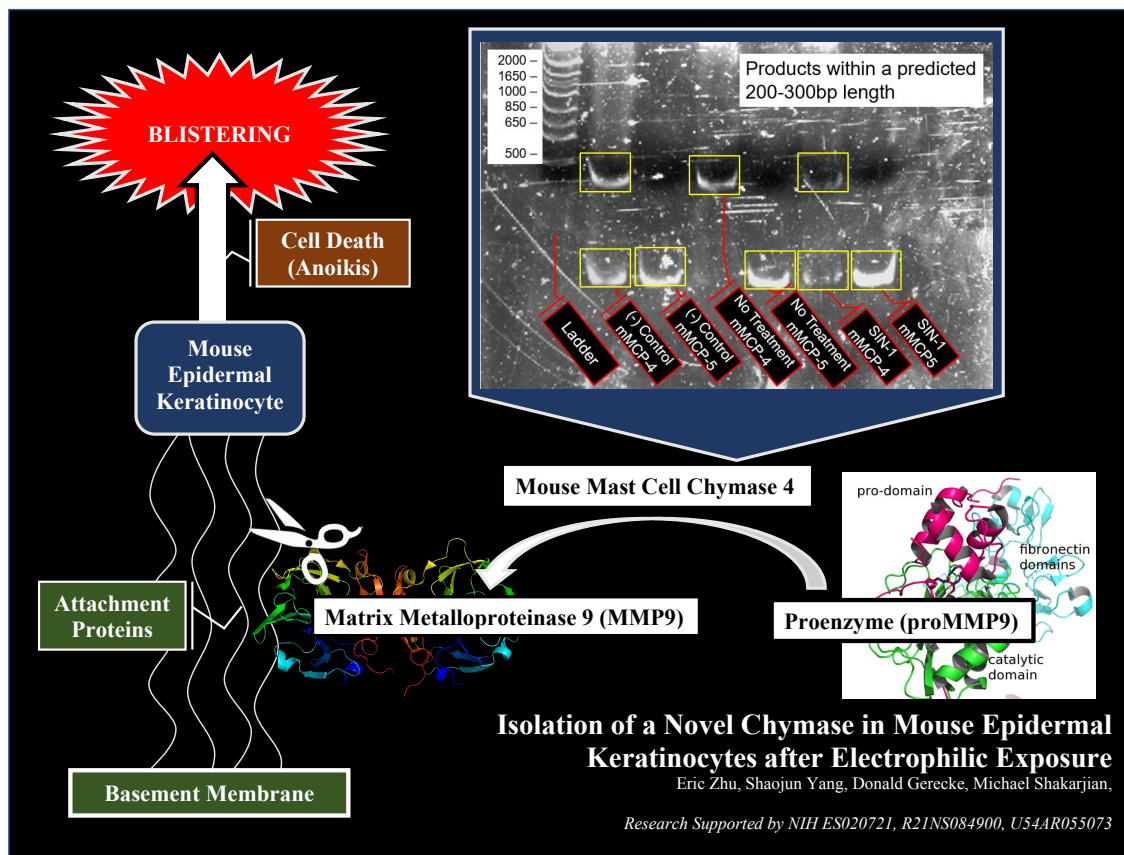 BLISTERING
Cell Death
(Anoikis)
Mouse
Epidermal
Keratinocyte
Attachment
Proteins
Basement Membrane
2000 –
1650 –
1000 –
850 –
650 –
500 –
Products within a predicted
200-300bp length
Ladder
(-) Control
mMCP-4
(-) Control
mMCP-5
No Treatment
mMCP-4
No Treatment
mMCP-5
SIN-1
mMCP-4
SIN-1
mMCP5
Mouse Mast Cell Chymase 4
Matrix Metalloproteinase 9 (MMP9)
pro-domain
fibronectin
domains
Proenzyme (proMMP9)
catalytic
domain
Isolation of a Novel Chymase in Mouse Epidermal
Keratinocytes after Electrophilic Exposure
Eric Zhu, Shaojun Yang, Donald Gerecke, Michael Shakarjian,
Research Supported by NIH ES020721, R21NS084900, U54AR055073